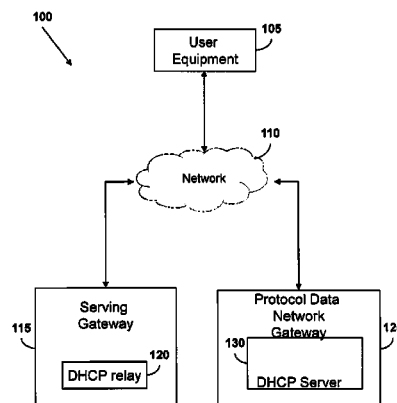 100
105
User
Equipment
110
Network
115
Serving
Gateway
120
DHCP relay
Protocol Data
Network
Gateway
130
DHCP Server